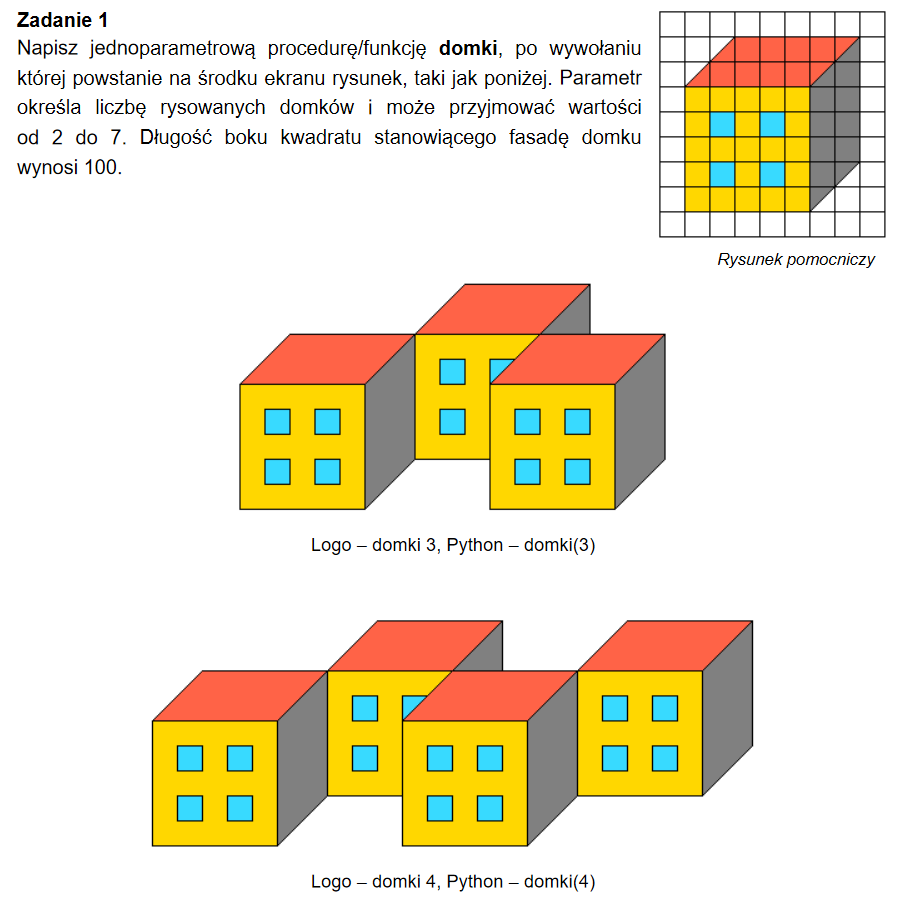 Zadanie 1
Napisz jednoparametrową procedurę/funkcję domki, po wywołaniu
której powstanie na środku ekranu rysunek, taki jak poniżej. Parametr
określa liczbę rysowanych domków i może przyjmować wartości
od 2 do 7. Długość boku kwadratu stanowiącego fasadę domku
wynosi 100.
Rysunek pomocniczy
Logo – domki 3, Python – domki(3)
Logo – domki 4, Python – domki(4)